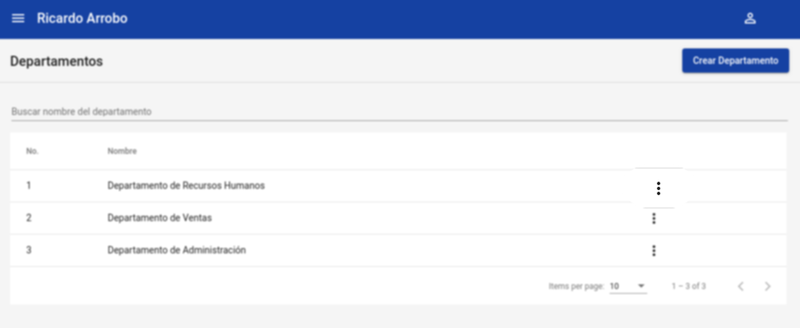 Ricardo Arrobo
Departamentos
Crear Departamento
Buscar nombre del departamento
No. Nombre
1 Departamento de Recursos Humanos
2 Departamento de Ventas
3 Departamento de Administración
Items per page: 10 1 – 3 of 3